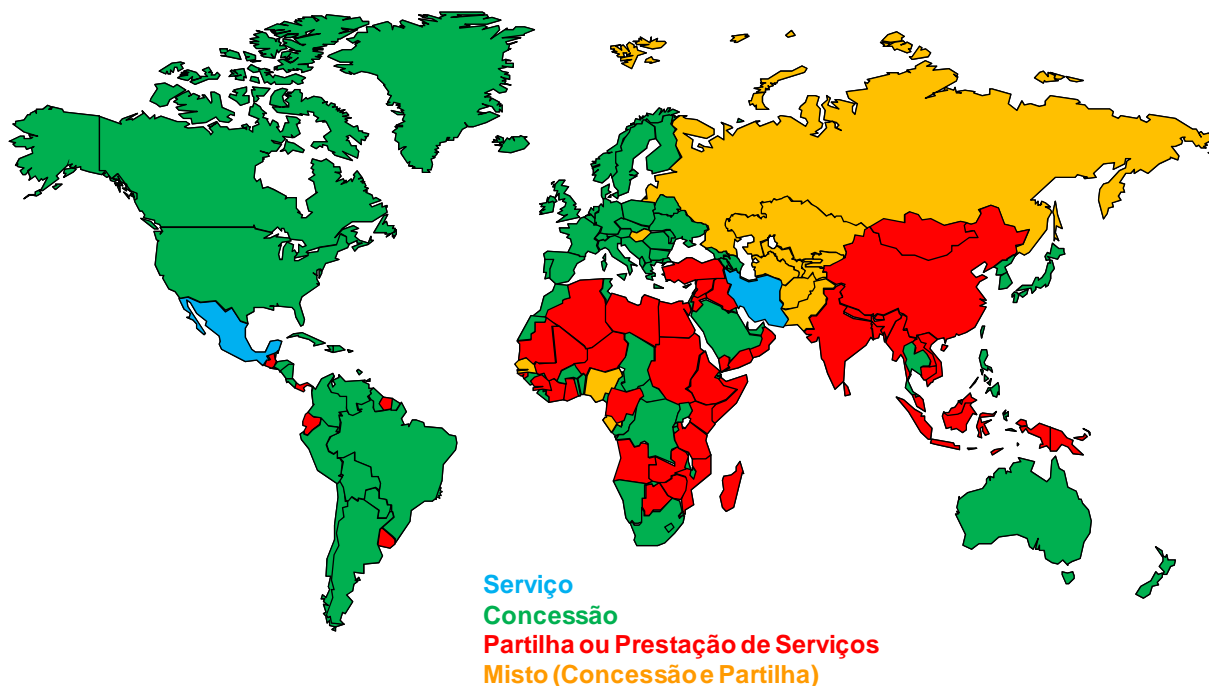 Serviço
Concessão
Partilha ou Prestação de Serviços
Misto (Concessão e Partilha)